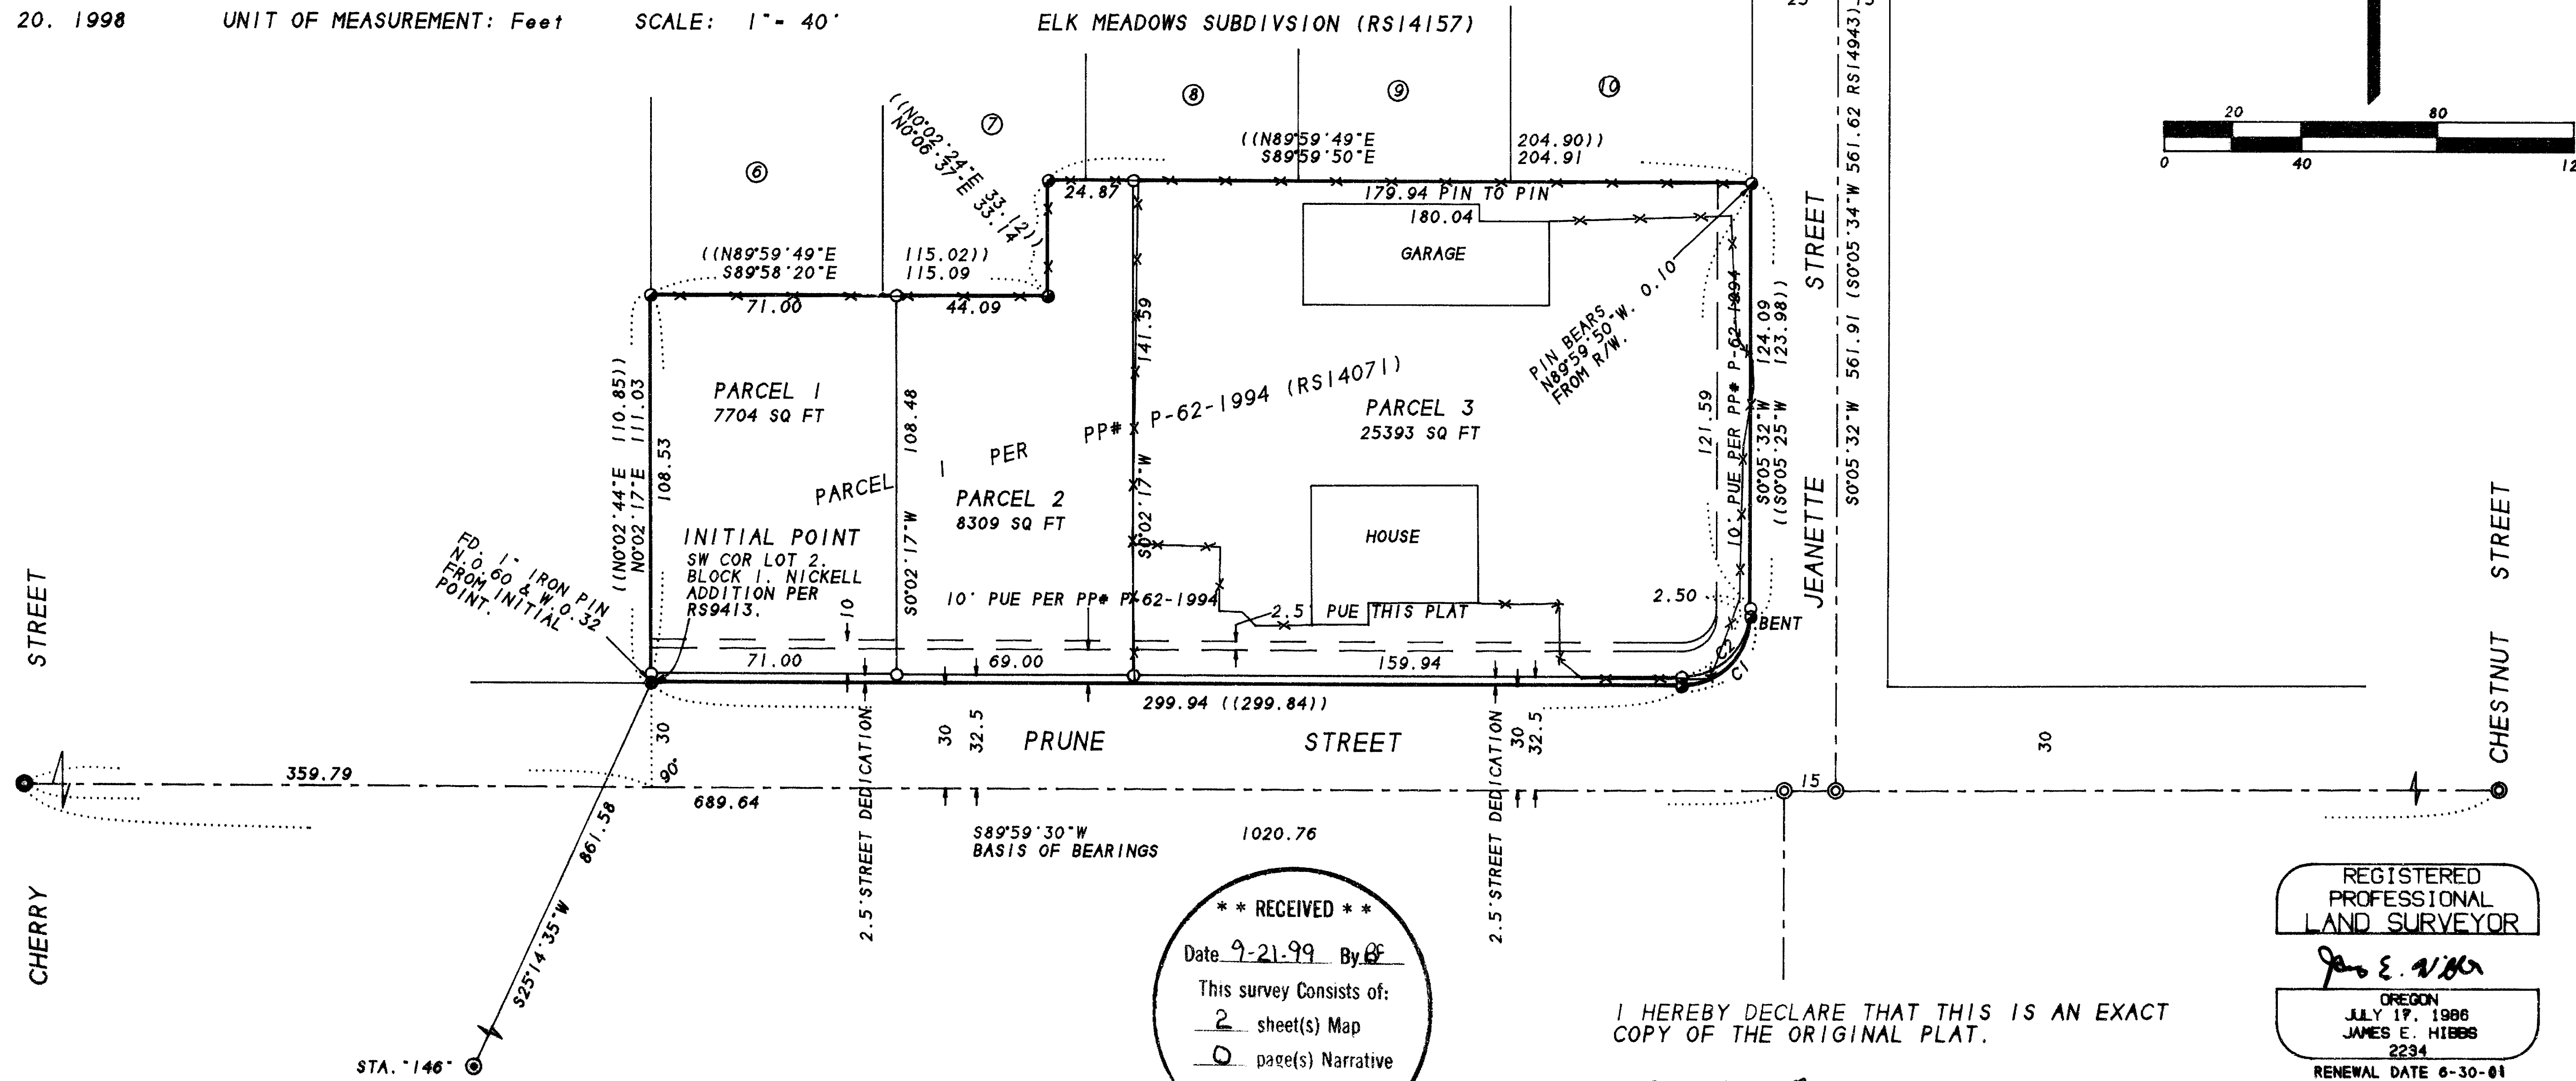 20. 1998 UNIT OF MEASUREMENT: Feet SCALE: 1"= 40'
ELK MEADOWS SUBDIVSION (RS14157)
25
20 80
0 40 12
6
7
8
9
10
((N0°02'24"E 33.12))
N0°06'37"E 33.14
((N89°59'49"E 204.90))
S89°59'50"E 204.91
24.87
179.94 PIN TO PIN
180.04
GARAGE
((N89°59'49"E 115.02))
S89°58'20"E 115.09
71.00 44.09
PIN BEARS
N89°59'50"W. 0.10
FROM R/W.
((N0°02'44"E 110.85))
N0°02'17"E 111.03
108.53
PARCEL 1
7704 SQ FT
108.48
S0°02'17"W
141.59
S0°02'17"W
PARCEL 1 PER PP# P-62-1994 (RS14071)
PARCEL 2
8309 SQ FT
PARCEL 3
25393 SQ FT
HOUSE
121.59
10' PUE PER PP# P-62-1994
S0°05'32"W 124.09
((S0°05'25"W 123.98))
JEANETTE STREET
S0°05'32"W 561.91 (S0°05'34"W 561.62 RS14943)
INITIAL POINT
SW COR LOT 2.
BLOCK 1. NICKELL
ADDITION PER
RS9413.
FD. 1" IRON PIN
N.0.60 & W.0.32
FROM INITIAL
POINT.
10
10' PUE PER PP# P-62-1994
2.5' PUE THIS PLAT
2.50
BENT
C2
C1
71.00 69.00 159.94
299.94 ((299.84))
30
90°
2.5'STREET DEDICATION
30
32.5
PRUNE STREET
2.5'STREET DEDICATION
30
32.5
30
CHERRY STREET
CHESTNUT STREET
359.79
689.64
15
S89°59'30"W 1020.76
BASIS OF BEARINGS
S25°14'35"W 861.58
STA. "146"
* * RECEIVED * *
Date 9-21-99 By BF
This survey Consists of:
2 sheet(s) Map
0 page(s) Narrative
I HEREBY DECLARE THAT THIS IS AN EXACT
COPY OF THE ORIGINAL PLAT.
REGISTERED
PROFESSIONAL
LAND SURVEYOR
James E. Hibbs
OREGON
JULY 17, 1986
JAMES E. HIBBS
2234
RENEWAL DATE 6-30-01